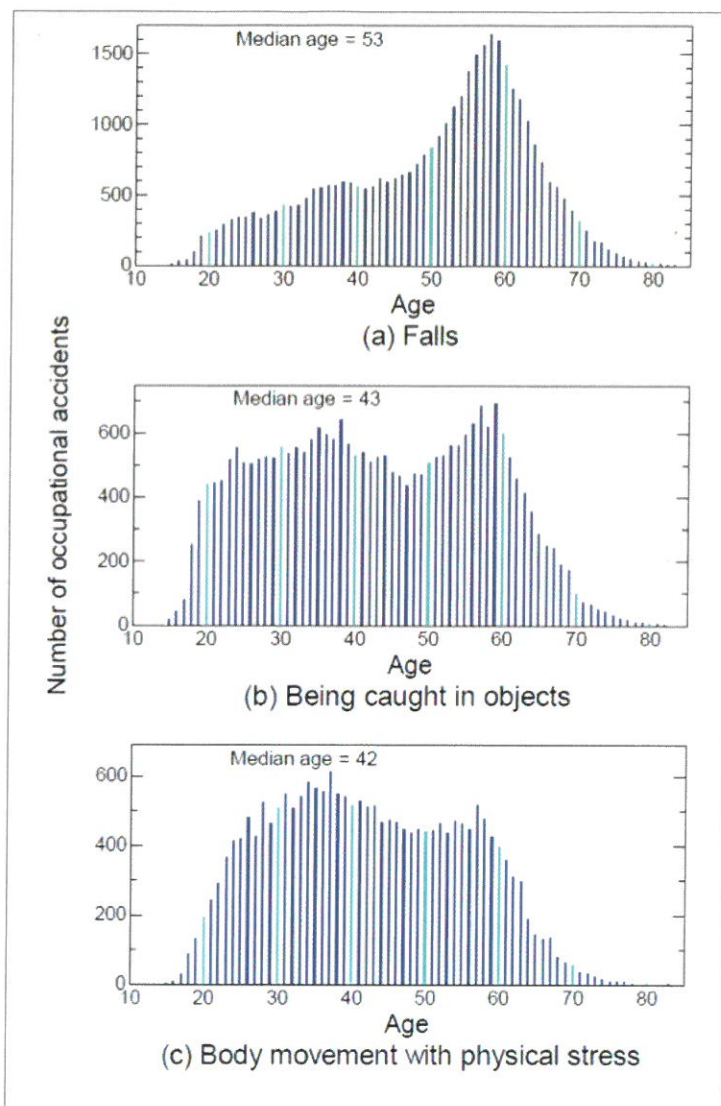 Median age = 53
1500
1000
500
0
10 20 30 40 50 60 70 80
Age
(a) Falls
Number of occupational accidents
Median age = 43
600
400
200
0
10 20 30 40 50 60 70 80
Age
(b) Being caught in objects
Median age = 42
600
400
200
0
10 20 30 40 50 60 70 80
Age
(c) Body movement with physical stress